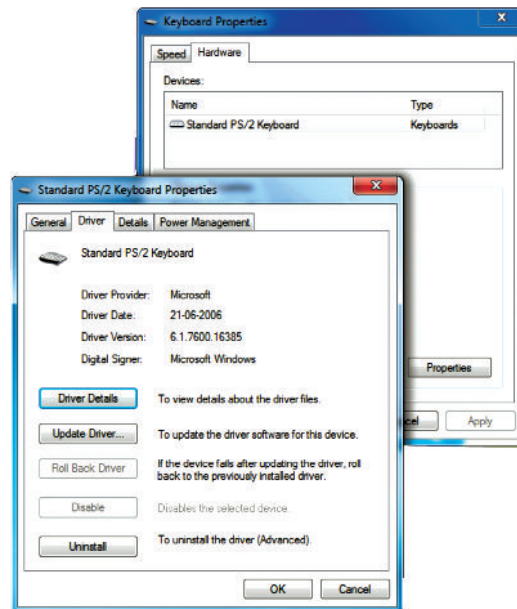 Keyboard Properties
x
Speed Hardware
Devices:
Name Type
Standard PS/2 Keyboard Keyboards
Properties
Apply
Standard PS/2 Keyboard Properties
x
General Driver Details Power Management
Standard PS/2 Keyboard
Driver Provider: Microsoft
Driver Date: 21-06-2006
Driver Version: 6.1.7600.16385
Digital Signer: Microsoft Windows
Driver Details To view details about the driver files.
Update Driver... To update the driver software for this device.
Roll Back Driver If the device fails after updating the driver, roll
back to the previously installed driver.
Disable Disables the selected device.
Uninstall To uninstall the driver (Advanced).
OK Cancel